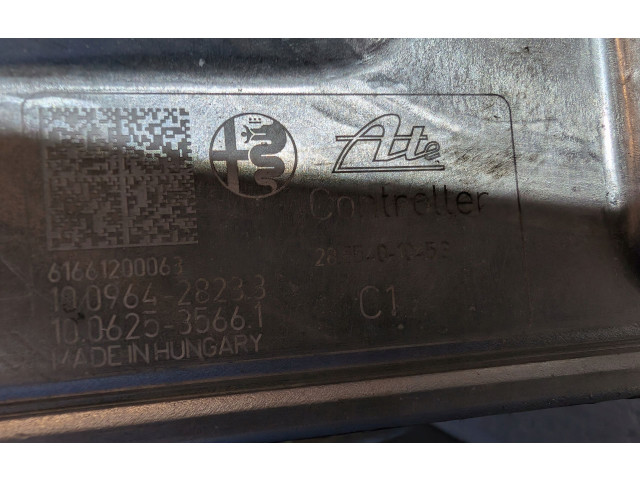 Ate
Controller
61661200063
10.0964-2823.3
10.0625-3566.1
C1
MADE IN HUNGARY